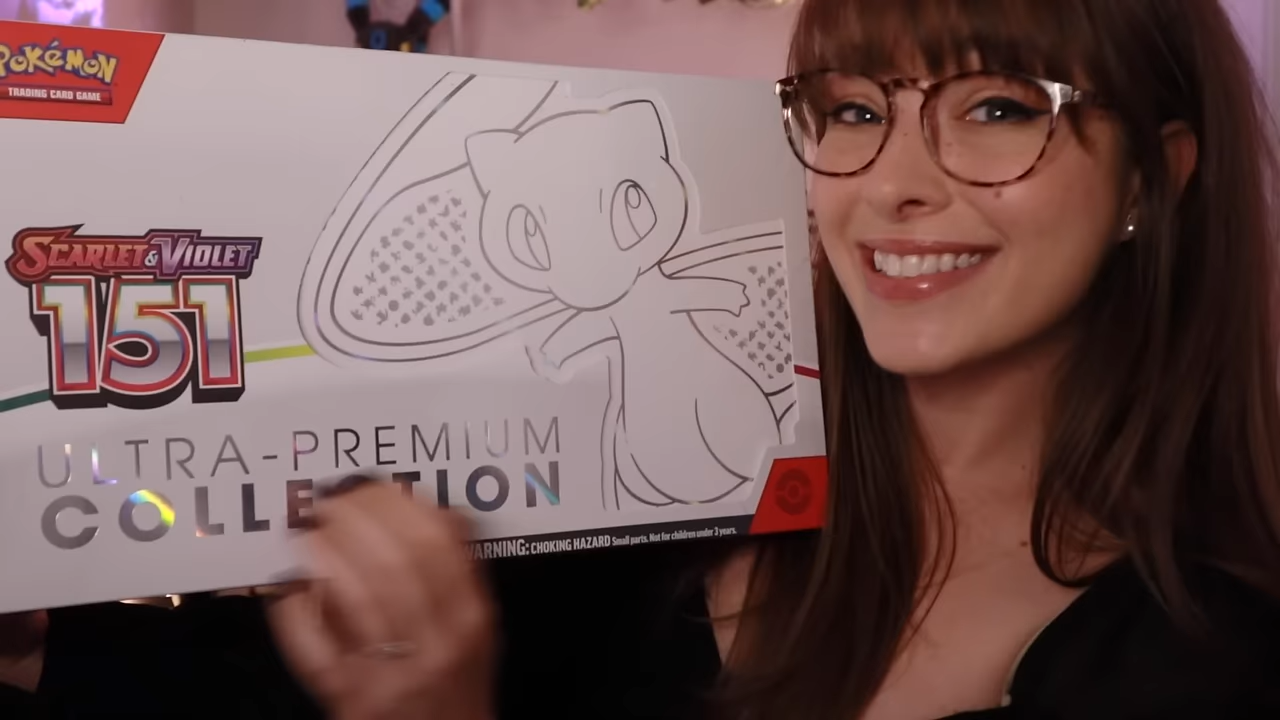 POKéMON
TRADING CARD GAME
SCARLET & VIOLET
151
ULTRA-PREMIUM
COLLECTION
WARNING: CHOKING HAZARD Small parts. Not for children under 3 years.